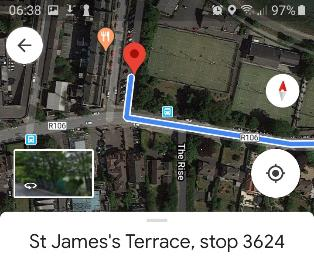 06:38 97%
R106
R106
The Rise
St James's Terrace, stop 3624